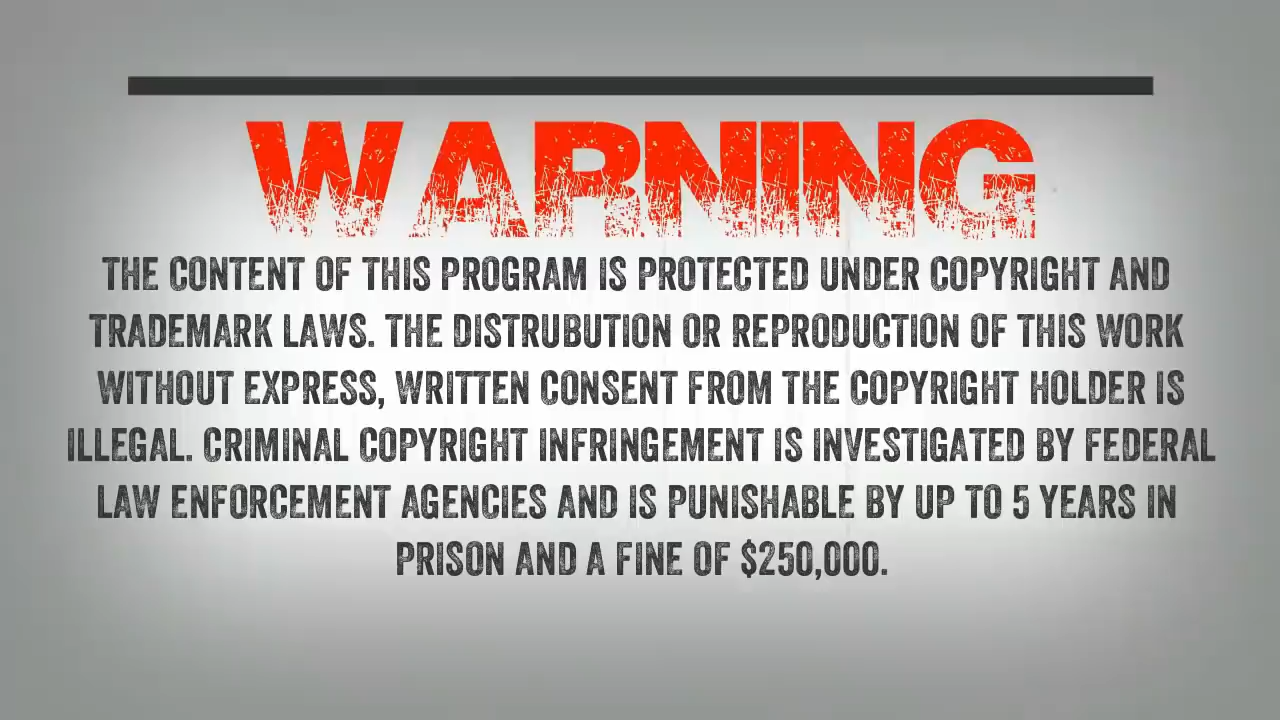 WARNING
THE CONTENT OF THIS PROGRAM IS PROTECTED UNDER COPYRIGHT AND
TRADEMARK LAWS. THE DISTRUBUTION OR REPRODUCTION OF THIS WORK
WITHOUT EXPRESS, WRITTEN CONSENT FROM THE COPYRIGHT HOLDER IS
ILLEGAL. CRIMINAL COPYRIGHT INFRINGEMENT IS INVESTIGATED BY FEDERAL
LAW ENFORCEMENT AGENCIES AND IS PUNISHABLE BY UP TO 5 YEARS IN
PRISON AND A FINE OF $250,000.